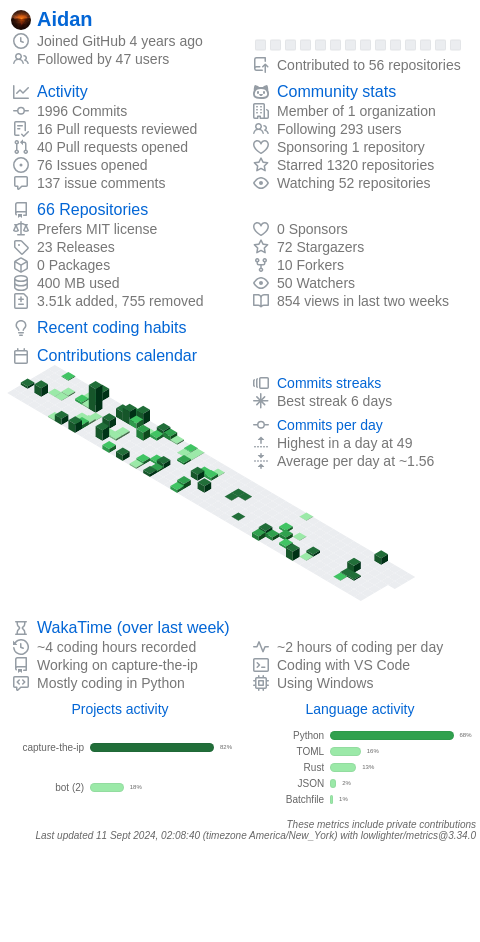 Aidan
Joined GitHub 4 years ago
Followed by 47 users
Contributed to 56 repositories
Activity
1996 Commits
16 Pull requests reviewed
40 Pull requests opened
76 Issues opened
137 issue comments
Community stats
Member of 1 organization
Following 293 users
Sponsoring 1 repository
Starred 1320 repositories
Watching 52 repositories
66 Repositories
Prefers MIT license
23 Releases
0 Packages
400 MB used
3.51k added, 755 removed
0 Sponsors
72 Stargazers
10 Forkers
50 Watchers
854 views in last two weeks
Recent coding habits
Contributions calendar
Commits streaks
Best streak 6 days
Commits per day
Highest in a day at 49
Average per day at ~1.56
WakaTime (over last week)
~4 coding hours recorded
Working on capture-the-ip
Mostly coding in Python
~2 hours of coding per day
Coding with VS Code
Using Windows
Projects activity
capture-the-ip 82%
bot (2) 18%
Language activity
Python 68%
TOML 16%
Rust 13%
JSON 2%
Batchfile 1%
These metrics include private contributions
Last updated 11 Sept 2024, 02:08:40 (timezone America/New_York) with lowlighter/metrics@3.34.0